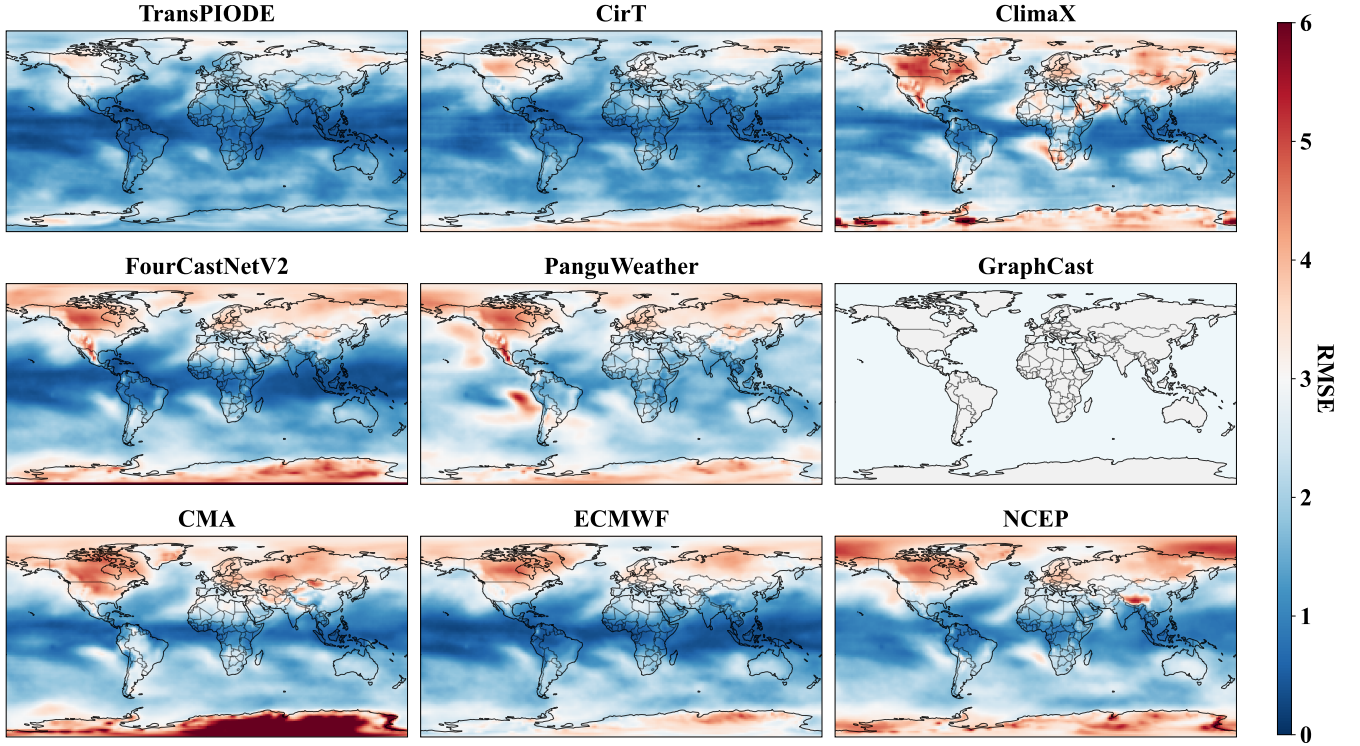 TransPIODE
CirT
ClimaX
FourCastNetV2
PanguWeather
GraphCast
CMA
ECMWF
NCEP
6
5
4
3
2
1
0
RMSE